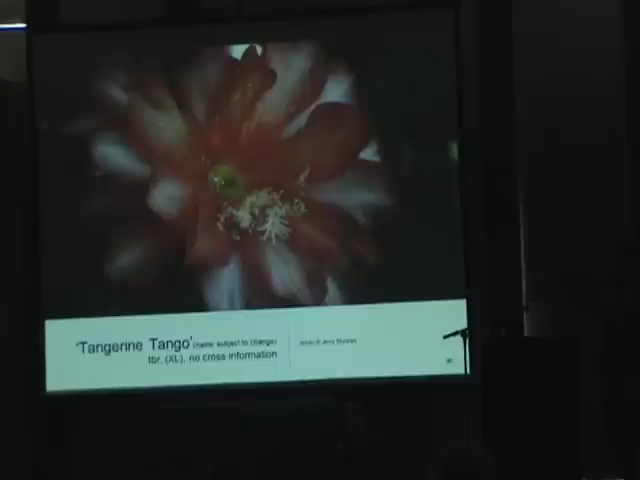 'Tangerine Tango' (name subject to change)
tbr, (XL), no cross information